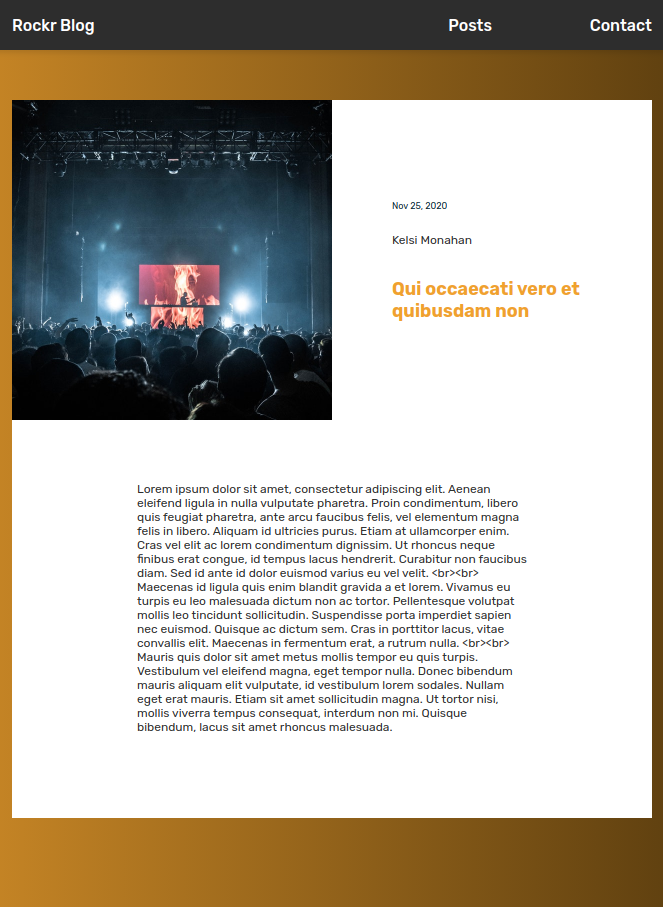 Rockr Blog
Posts
Contact
Nov 25, 2020
Kelsi Monahan
Qui occaecati vero et
quibusdam non
Lorem ipsum dolor sit amet, consectetur adipiscing elit. Aenean
eleifend ligula in nulla vulputate pharetra. Proin condimentum, libero
quis feugiat pharetra, ante arcu faucibus felis, vel elementum magna
felis in libero. Aliquam id ultricies purus. Etiam at ullamcorper enim.
Cras vel elit ac lorem condimentum dignissim. Ut rhoncus neque
finibus erat congue, id tempus lacus hendrerit. Curabitur non faucibus
diam. Sed id ante id dolor euismod varius eu vel velit. <br><br>
Maecenas id ligula quis enim blandit gravida a et lorem. Vivamus eu
turpis eu leo malesuada dictum non ac tortor. Pellentesque volutpat
mollis leo tincidunt sollicitudin. Suspendisse porta imperdiet sapien
nec euismod. Quisque ac dictum sem. Cras in porttitor lacus, vitae
convallis elit. Maecenas in fermentum erat, a rutrum nulla. <br><br>
Mauris quis dolor sit amet metus mollis tempor eu quis turpis.
Vestibulum vel eleifend magna, eget tempor nulla. Donec bibendum
mauris aliquam elit vulputate, id vestibulum lorem sodales. Nullam
eget erat mauris. Etiam sit amet sollicitudin magna. Ut tortor nisi,
mollis viverra tempus consequat, interdum non mi. Quisque
bibendum, lacus sit amet rhoncus malesuada.